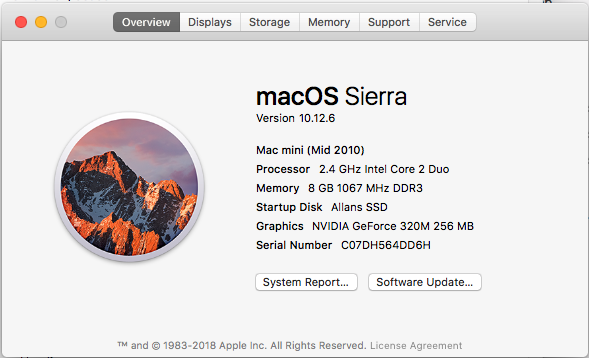 Overview Displays Storage Memory Support Service
macOS Sierra
Version 10.12.6
Mac mini (Mid 2010)
Processor 2.4 GHz Intel Core 2 Duo
Memory 8 GB 1067 MHz DDR3
Startup Disk Allans SSD
Graphics NVIDIA GeForce 320M 256 MB
Serial Number C07DH564DD6H
System Report... Software Update...
™ and © 1983-2018 Apple Inc. All Rights Reserved. License Agreement